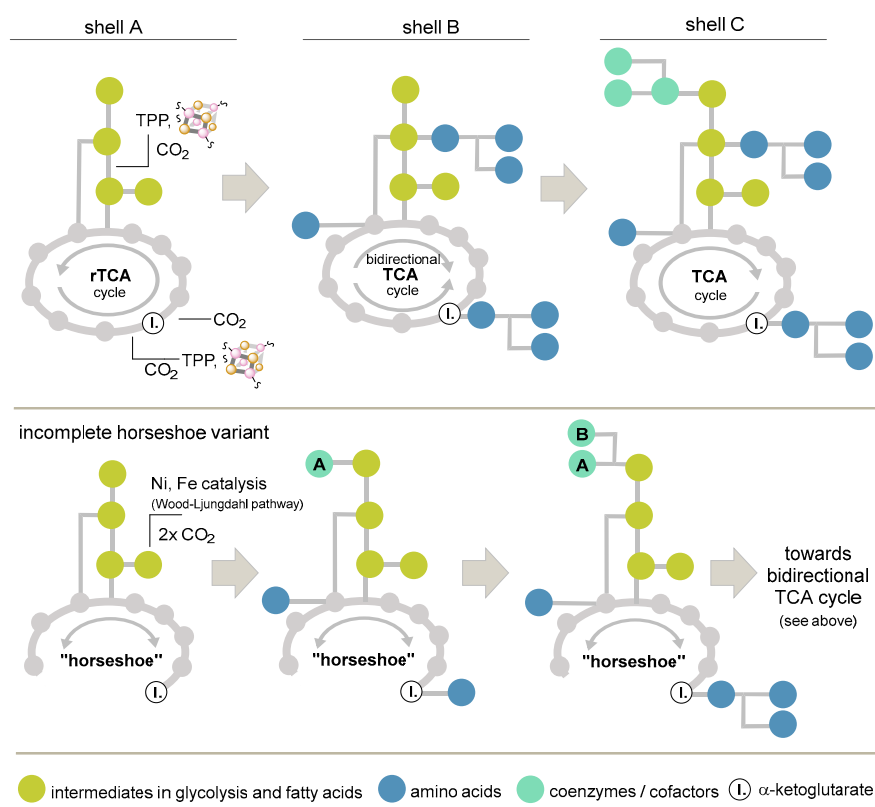 shell A
shell B
shell C
TPP,
CO2
rTCA
cycle
I.
CO2
CO2 TPP,
bidirectional
TCA
cycle
I.
TCA
cycle
I.
incomplete horseshoe variant
Ni, Fe catalysis
(Wood-Ljungdahl pathway)
2x CO2
"horseshoe"
I.
A
"horseshoe"
I.
B
A
"horseshoe"
I.
towards
bidirectional
TCA cycle
(see above)
intermediates in glycolysis and fatty acids
amino acids
coenzymes / cofactors
I. α-ketoglutarate